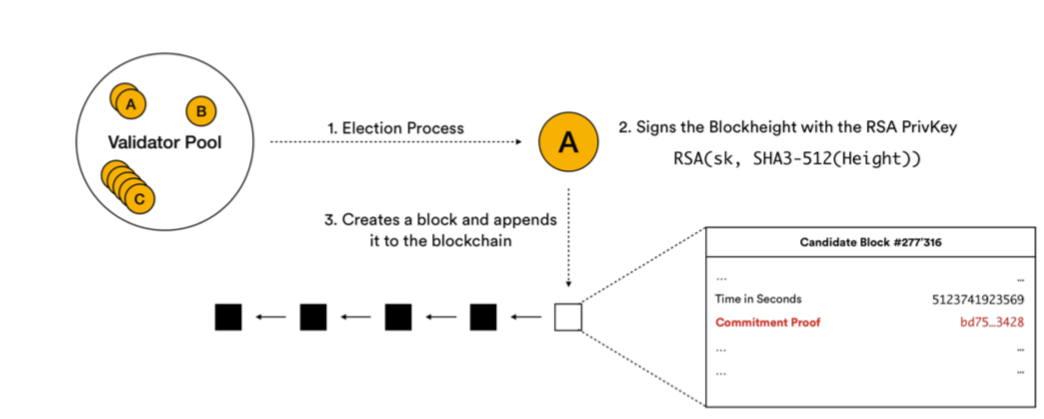 A
B
Validator Pool
C
1. Election Process
A
2. Signs the Blockheight with the RSA PrivKey
RSA(sk, SHA3-512(Height))
3. Creates a block and appends
it to the blockchain
Candidate Block #277'316
... ...
Time in Seconds 5123741923569
Commitment Proof bd75...3428
... ...
... ...